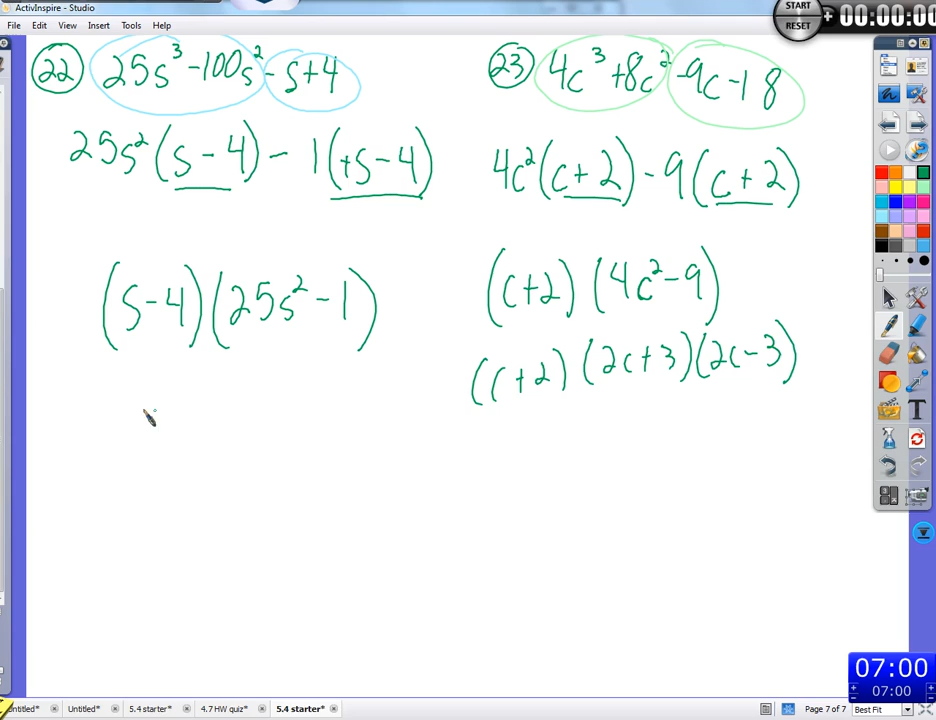 ActivInspire - Studio
START
RESET
00:00:00
File Edit View Insert Tools Help
22 25s³ -100s² - s+4
25s² (s - 4) - 1(+s - 4)
(s - 4)(25s² - 1)
23 4c³ +8c² -9c -18
4c² (c + 2) - 9(c + 2)
(c+2) (4c² - 9)
(c+2) (2c+3)(2c-3)
07:00
07:00
ntitled* Untitled* 5.4 starter* 4.7 HW quiz* 5.4 starter* Page 7 of 7 Best Fit